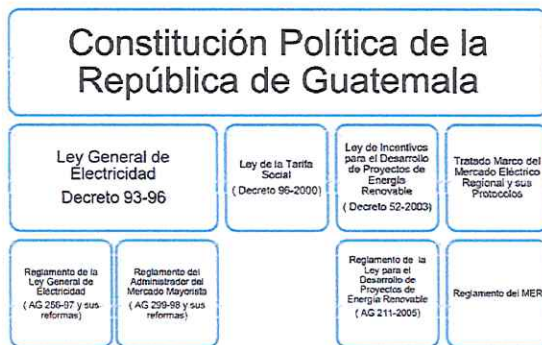 Constitución Política de la
República de Guatemala
Ley General de
Electricidad
Decreto 93-96
Ley de la Tarifa
Social
( Decreto 96-2000)
Ley de Incentivos
para el Desarrollo
de Proyectos de
Energía
Renovable
( Decreto 52-2003)
Tratado Marco del
Mercado Eléctrico
Regional y sus
Protocolos
Reglamento de la
Ley General de
Electricidad
( AG 256-97 y sus
reformas)
Reglamento del
Administrador del
Mercado Mayorista
( AG 299-98 y sus
reformas)
Reglamento de la
Ley para el
Desarrollo de
Proyectos de
Energía Renovable
( AG 211-2005)
Reglamento del MER